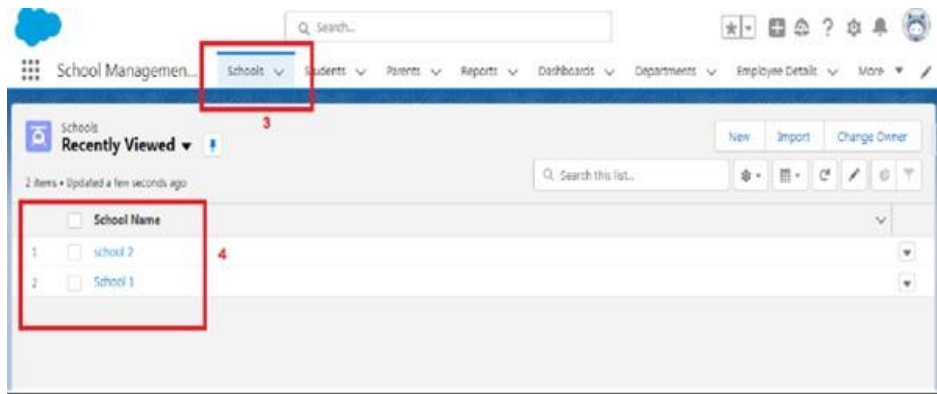 Search...
School Managemen... Schools Students Parents Reports Dashboards Departments Employee Details More
3
Schools
Recently Viewed
New Import Change Owner
2 items • Updated a few seconds ago
Search this list...
School Name
1 school 2
4
2 School 1